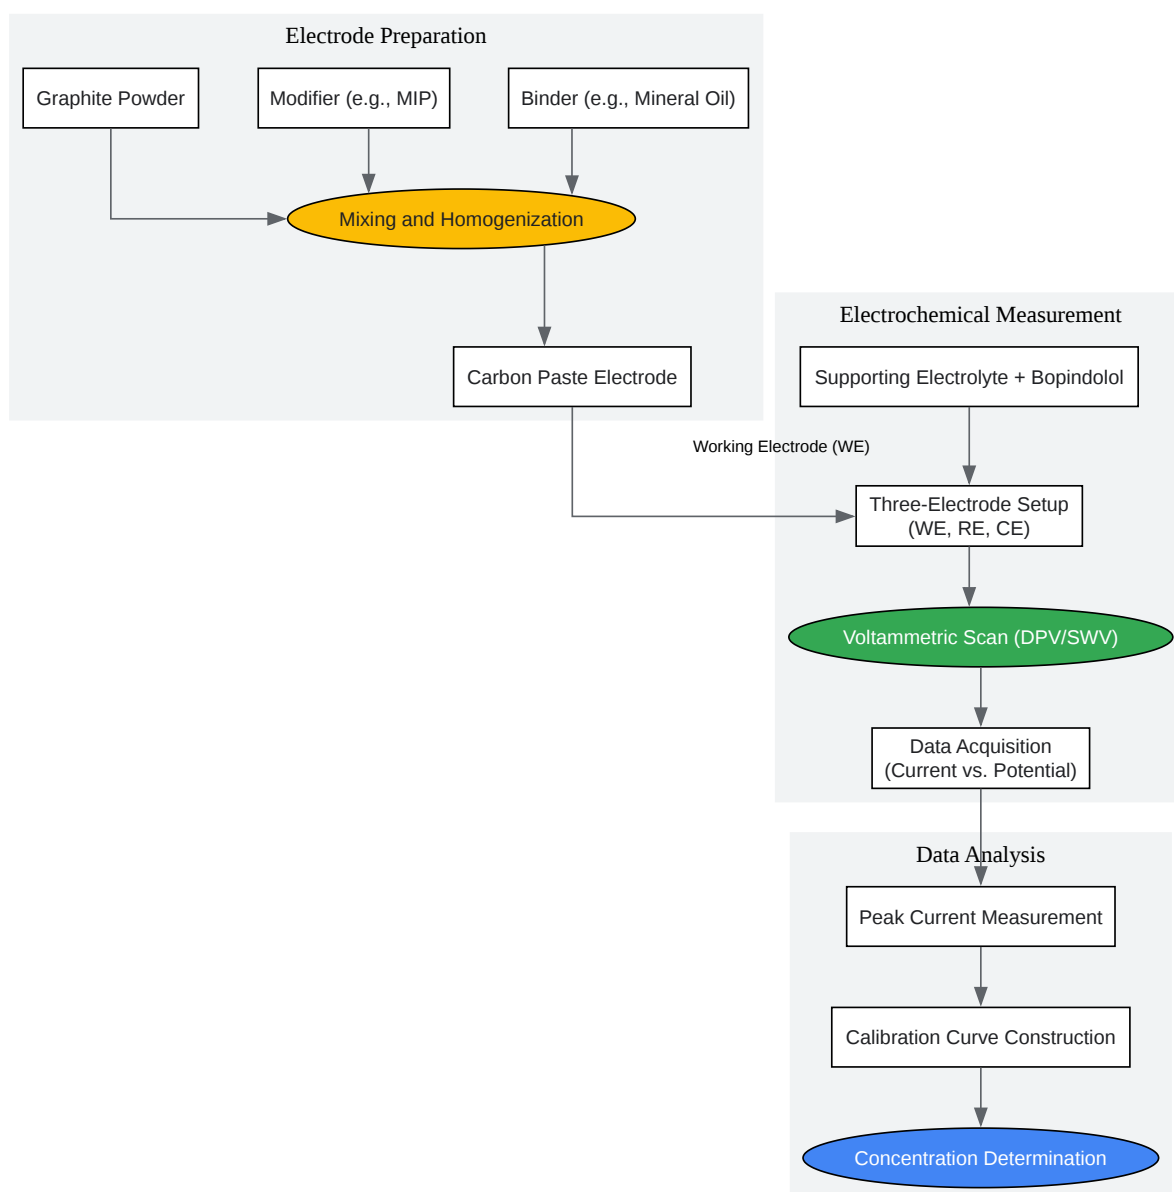 Electrode Preparation
Graphite Powder
Modifier (e.g., MIP)
Binder (e.g., Mineral Oil)
Mixing and Homogenization
Carbon Paste Electrode
Electrochemical Measurement
Supporting Electrolyte + Bopindolol
Working Electrode (WE)
Three-Electrode Setup
(WE, RE, CE)
Voltammetric Scan (DPV/SWV)
Data Acquisition
(Current vs. Potential)
Data Analysis
Peak Current Measurement
Calibration Curve Construction
Concentration Determination